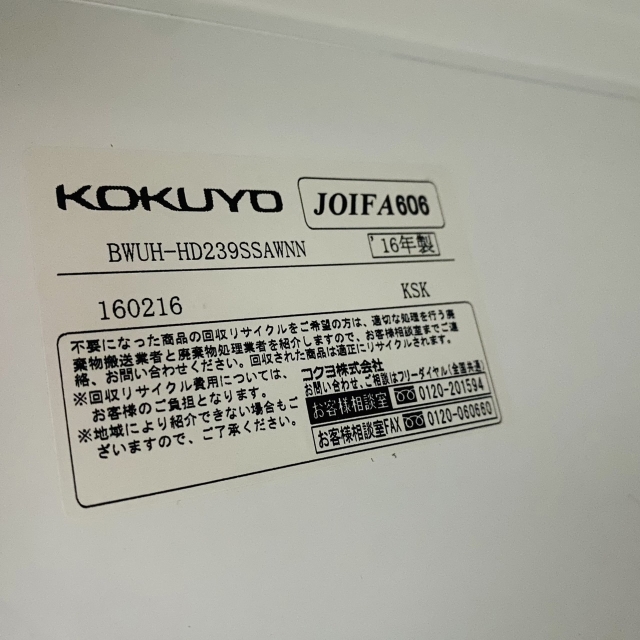 KOKUYO JOIFA606
BWUH-HD239SSAWNN '16年製
160216 KSK
不要になった商品の回収リサイクルをご希望の方は、適切な処理を行う廃
棄物搬送業者と廃棄物処理業者を紹介しますので、お客様相談室までご連
絡、お問い合わせください。回収された商品は適正にリサイクルされます。
※回収リサイクル費用については、
お客様のご負担となります。
※地域により紹介できない場合もご
ざいますので、ご了承ください。
コクヨ株式会社
お問い合わせ、ご相談はフリーダイヤル(全国共通)
お客様相談室 0120-201594
お客様相談室FAX 0120-060660